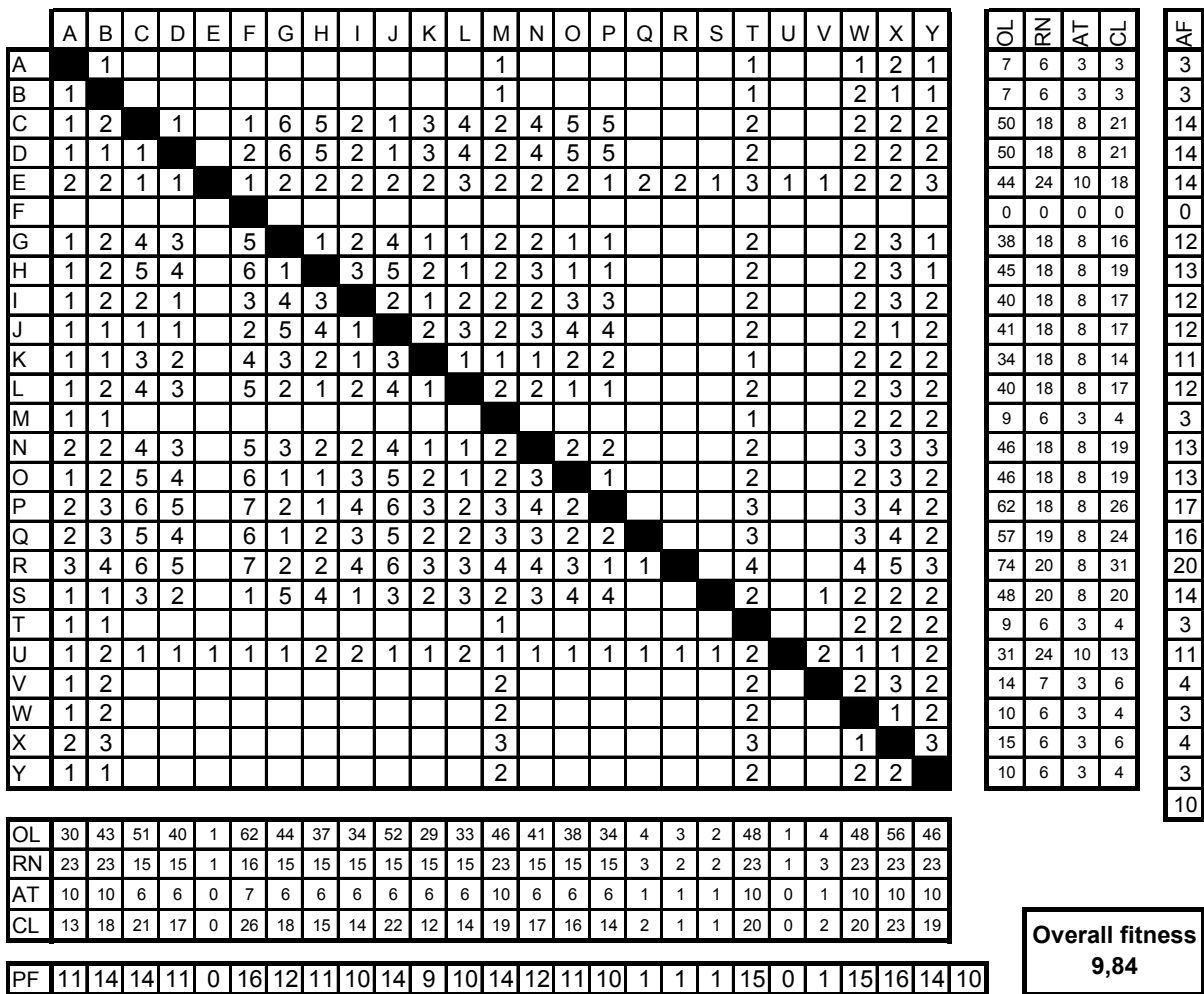 A B C D E F G H I J K L M N O P Q R S T U V W X Y OL RN AT CL AF
A 1 1 1 1 2 1 7 6 3 3 3
B 1 1 1 2 1 1 7 6 3 3 3
C 1 2 1 1 6 5 2 1 3 4 2 4 5 5 2 2 2 2 50 18 8 21 14
D 1 1 1 2 6 5 2 1 3 4 2 4 5 5 2 2 2 2 50 18 8 21 14
E 2 2 1 1 1 2 2 2 2 2 3 2 2 2 1 2 2 1 3 1 1 2 2 3 44 24 10 18 14
F 0 0 0 0 0
G 1 2 4 3 5 1 2 4 1 1 2 2 1 1 2 2 3 1 38 18 8 16 12
H 1 2 5 4 6 1 3 5 2 1 2 3 1 1 2 2 3 1 45 18 8 19 13
I 1 2 2 1 3 4 3 2 1 2 2 2 3 3 2 2 3 2 40 18 8 17 12
J 1 1 1 1 2 5 4 1 2 3 2 3 4 4 2 2 1 2 41 18 8 17 12
K 1 1 3 2 4 3 2 1 3 1 1 1 2 2 1 2 2 2 34 18 8 14 11
L 1 2 4 3 5 2 1 2 4 1 2 2 1 1 2 2 3 2 40 18 8 17 12
M 1 1 1 2 2 2 9 6 3 4 3
N 2 2 4 3 5 3 2 2 4 1 1 2 2 2 2 3 3 3 46 18 8 19 13
O 1 2 5 4 6 1 1 3 5 2 1 2 3 1 2 2 3 2 46 18 8 19 13
P 2 3 6 5 7 2 1 4 6 3 2 3 4 2 3 3 4 2 62 18 8 26 17
Q 2 3 5 4 6 1 2 3 5 2 2 3 3 2 2 3 3 4 2 57 19 8 24 16
R 3 4 6 5 7 2 2 4 6 3 3 4 4 3 1 1 4 4 5 3 74 20 8 31 20
S 1 1 3 2 1 5 4 1 3 2 3 2 3 4 4 2 1 2 2 2 48 20 8 20 14
T 1 1 1 2 2 2 9 6 3 4 3
U 1 2 1 1 1 1 1 2 2 1 1 2 1 1 1 1 1 1 1 2 2 1 1 2 31 24 10 13 11
V 1 2 2 2 2 3 2 14 7 3 6 4
W 1 2 2 2 1 2 10 6 3 4 3
X 2 3 3 3 1 3 15 6 3 6 4
Y 1 1 2 2 2 2 10 6 3 4 3
10
OL 30 43 51 40 1 62 44 37 34 52 29 33 46 41 38 34 4 3 2 48 1 4 48 56 46
RN 23 23 15 15 1 16 15 15 15 15 15 15 23 15 15 15 3 2 2 23 1 3 23 23 23
AT 10 10 6 6 0 7 6 6 6 6 6 6 10 6 6 6 1 1 1 10 0 1 10 10 10
CL 13 18 21 17 0 26 18 15 14 22 12 14 19 17 16 14 2 1 1 20 0 2 20 23 19
PF 11 14 14 11 0 16 12 11 10 14 9 10 14 12 11 10 1 1 1 15 0 1 15 16 14 10
Overall fitness
9,84